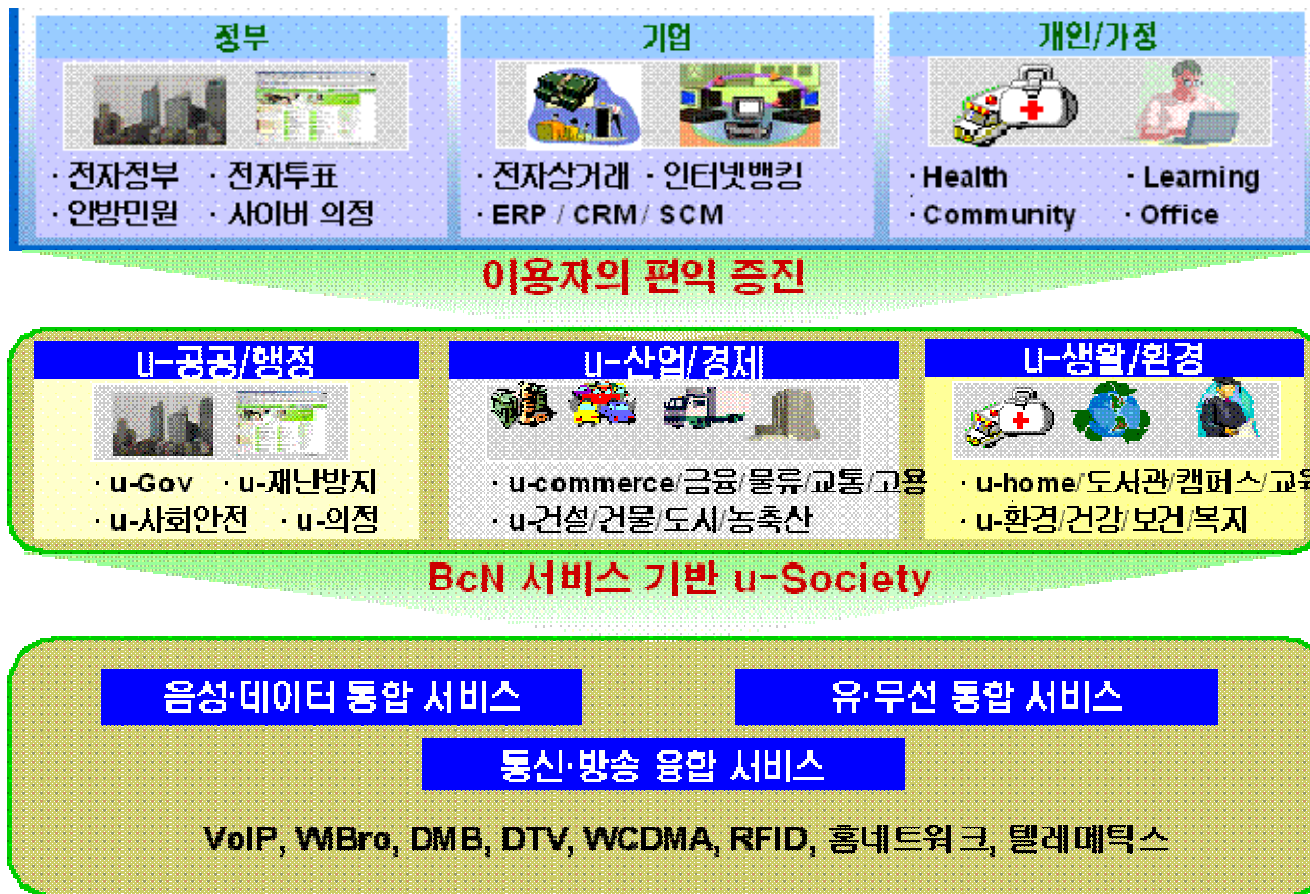 정부
기업
개인/가정
· 전자정부 · 전자투표
· 안방민원 · 사이버 의정
· 전자상거래 · 인터넷뱅킹
· ERP / CRM/ SCM
· Health · Learning
· Community · Office
이용자의 편익 증진
u-공공/행정
u-산업/경제
u-생활/환경
· u-Gov · u-재난방지
· u-사회안전 · u-의정
· u-commerce/금융/물류/교통/고용
· u-건설/건물/도시/농축산
· u-home/도서관/캠퍼스/교육
· u-환경/건강/보건/복지
BcN 서비스 기반 u-Society
음성·데이터 통합 서비스
유·무선 통합 서비스
통신·방송 융합 서비스
VoIP, WiBro, DMB, DTV, WCDMA, RFID, 홈네트워크, 텔레매틱스